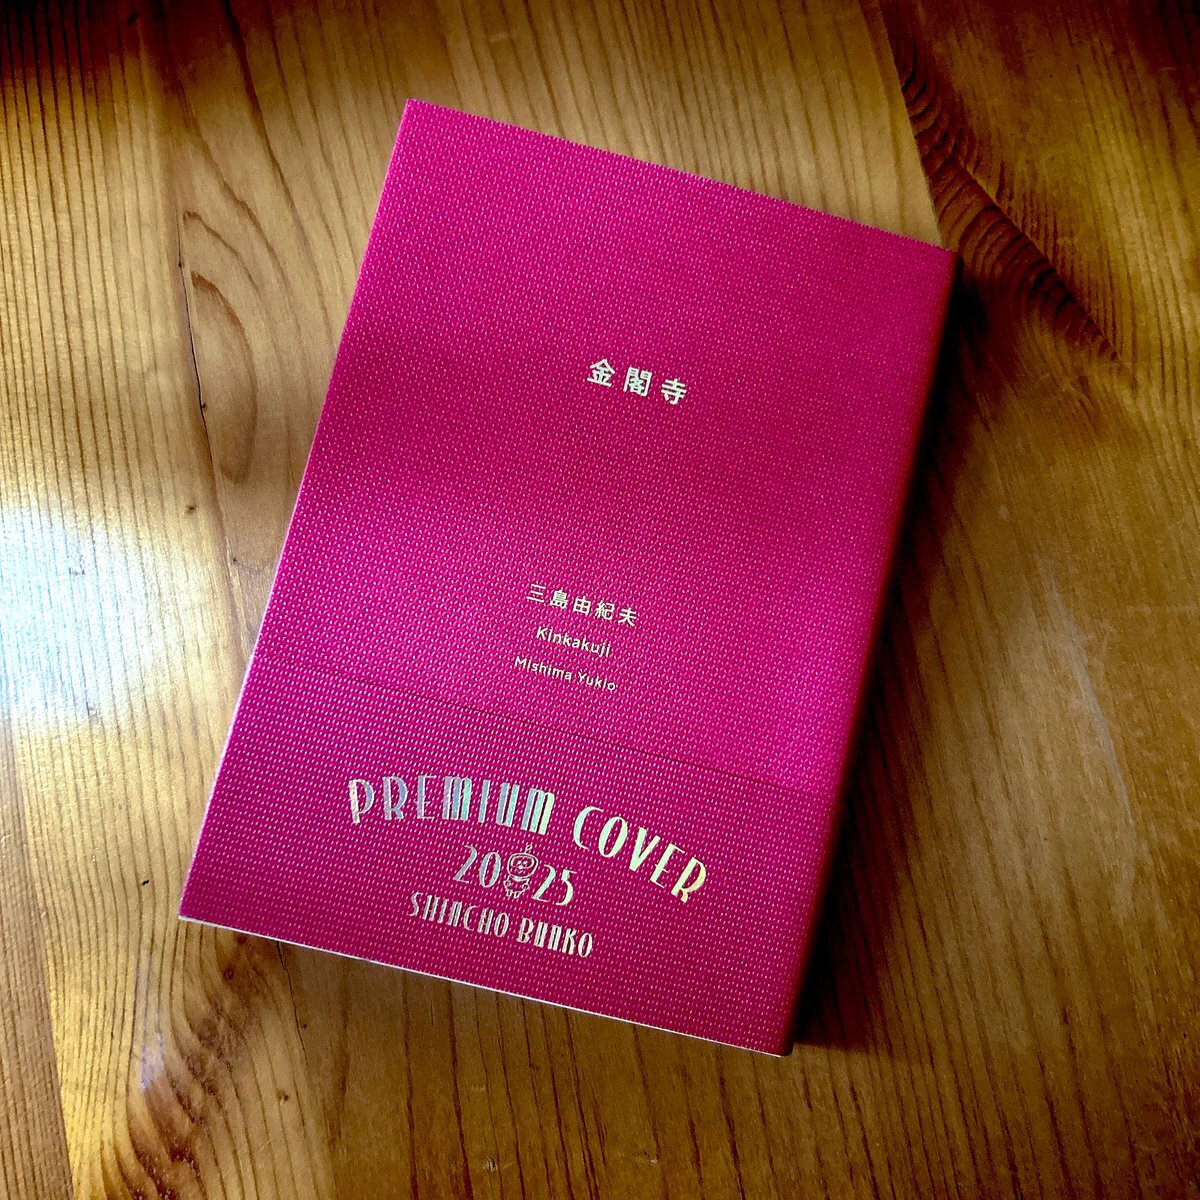 金閣寺
三島由紀夫
Kinkakuji
Mishima Yukio
PREMIUM COVER
2025
SHINCHO BUNKO